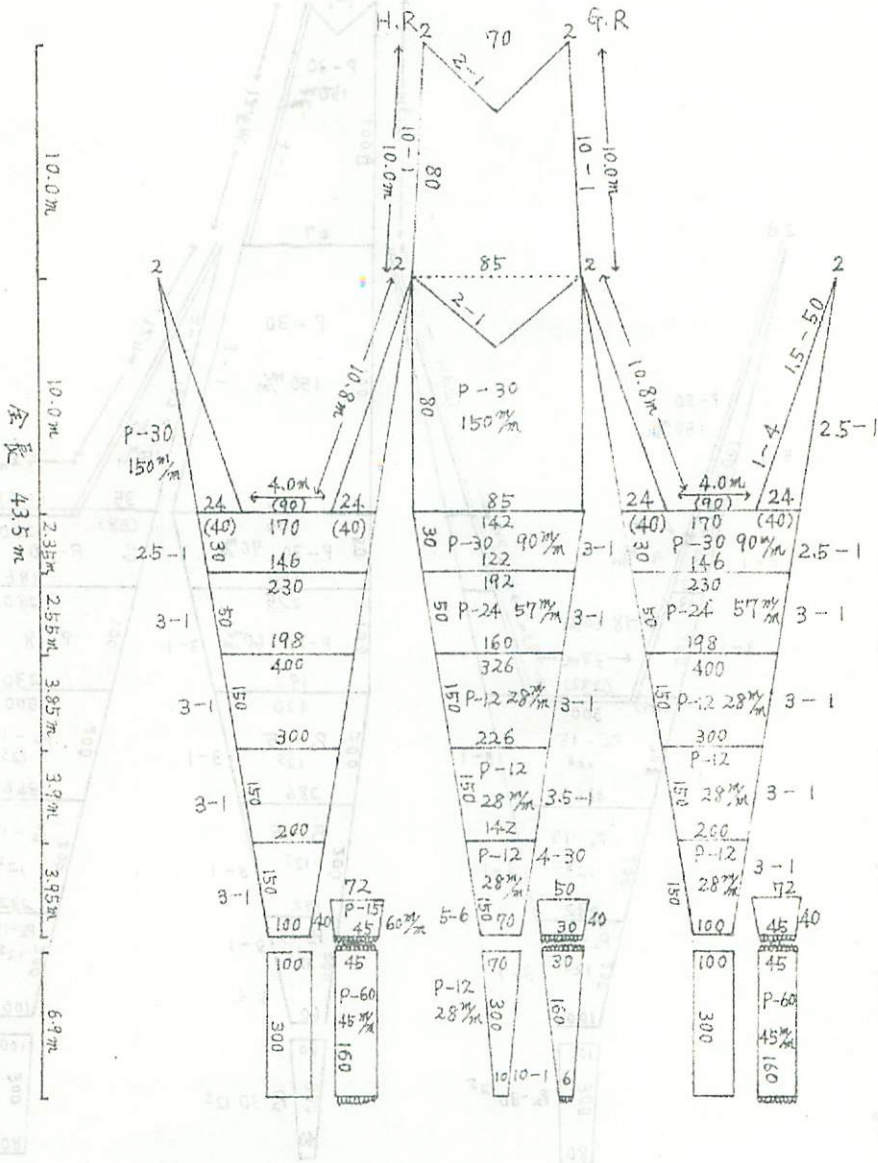 H.R
G.R
2
70
2
2-1
10-1
10.0m
80
10-1
10.0m
10.0m
2
2
85
2
2
2-1
10.8m
80
P-30
150m/m
10.8m
1.5-50
1-4
2.5-1
P-30
150m/m
10.0m
全長 43.5m
4.0m
(90)
24
24
(40)
170
(40)
85
142
4.0m
(90)
24
24
(40)
170
(40)
2.35m
2.5-1
30
146
30
P-30 90m/m
3-1
122
30
P-30 90m/m
2.5-1
146
2.55m
3-1
230
50
198
192
50
P-24 57m/m
3-1
160
230
50
P-24 57m/m
3-1
198
3.85m
3-1
400
150
300
326
150
P-12 28m/m
3-1
226
400
150
P-12 28m/m
3-1
300
3.9m
3-1
150
200
150
P-12
28m/m
3.5-1
142
150
P-12
28m/m
3-1
200
3.95m
3-1
150
100
72
40
P-15
45
60m/m
5-6
150
P-12
28m/m
4-30
70
50
30
40
150
P-12
28m/m
3-1
100
72
45
40
6.9m
100
300
45
P-60
45m/m
160
P-12
28m/m
70
300
10
10-1
30
160
6
100
300
45
P-60
45m/m
160